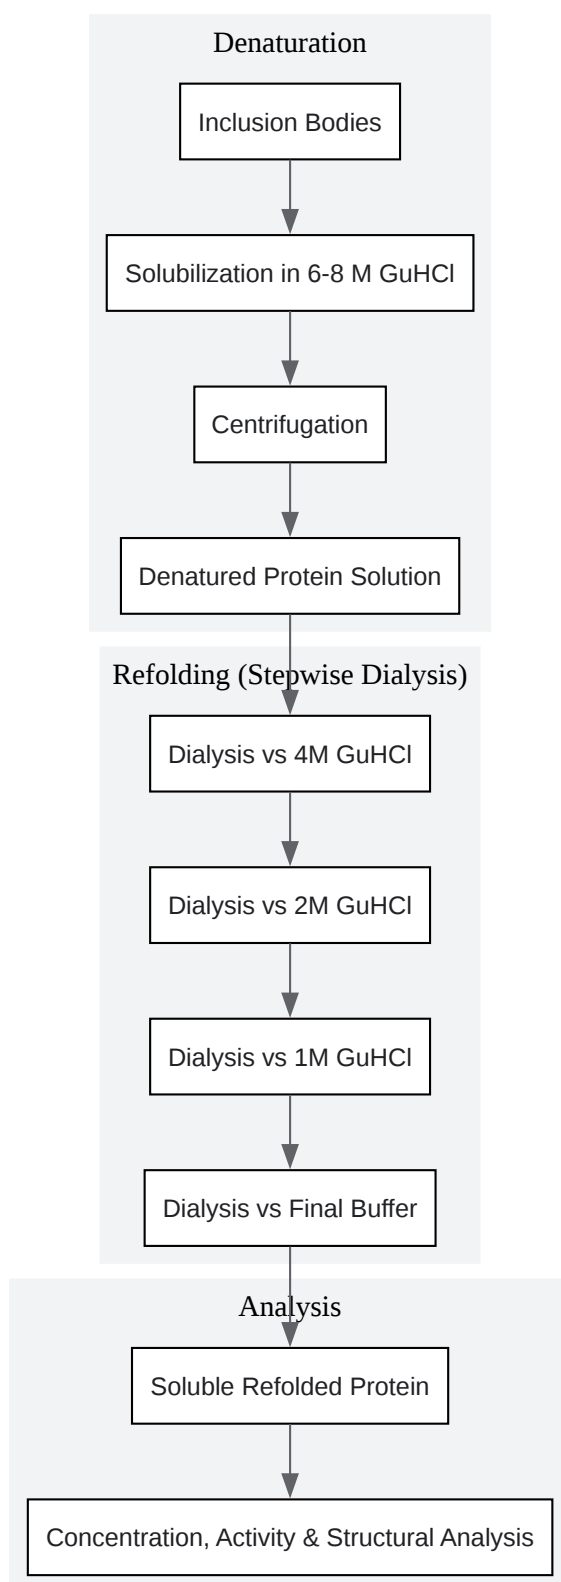 Denaturation
Inclusion Bodies
Solubilization in 6-8 M GuHCl
Centrifugation
Denatured Protein Solution
Refolding (Stepwise Dialysis)
Dialysis vs 4M GuHCl
Dialysis vs 2M GuHCl
Dialysis vs 1M GuHCl
Dialysis vs Final Buffer
Analysis
Soluble Refolded Protein
Concentration, Activity & Structural Analysis